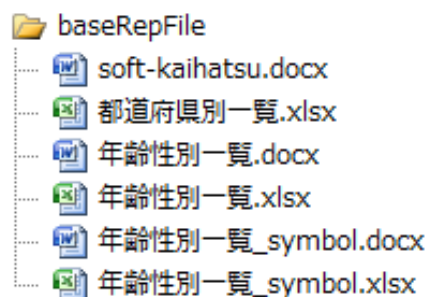 baseRepFile
soft-kaihatsu.docx
都道府県別一覧.xlsx
年齢性別一覧.docx
年齢性別一覧.xlsx
年齢性別一覧_symbol.docx
年齢性別一覧_symbol.xlsx